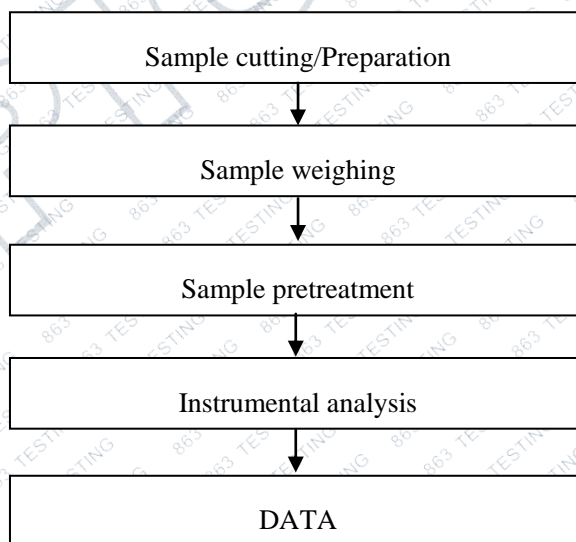 Sample cutting/Preparation
Sample weighing
Sample pretreatment
Instrumental analysis
DATA